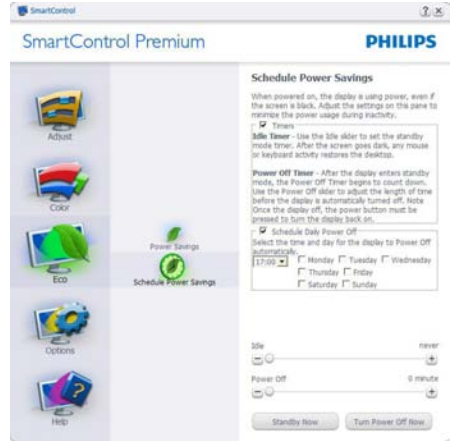 SmartControl
SmartControl Premium
PHILIPS
Adjust
Color
Eco
Options
Help
Power Savings
Schedule Power Savings
Schedule Power Savings
When powered on, the display is using power, even if
the screen is black. Adjust the settings on this pane to
minimize the power usage during inactivity.
Timers
Idle Timer - Use the Idle slider to set the standby
mode timer. After the screen goes dark, any mouse
or keyboard activity restores the desktop.
Power Off Timer - After the display enters standby
mode, the Power Off Timer begins to count down.
Use the Power Off slider to adjust the length of time
before the display is automatically turned off. Note
Once the display off, the power button must be
pressed to turn the display back on.
Schedule Daily Power Off
Select the time and day for the display to Power Off
automatically.
17:00 Monday Tuesday Wednesday
Thursday Friday
Saturday Sunday
Idle never
Power Off 0 minute
Standby Now Turn Power Off Now